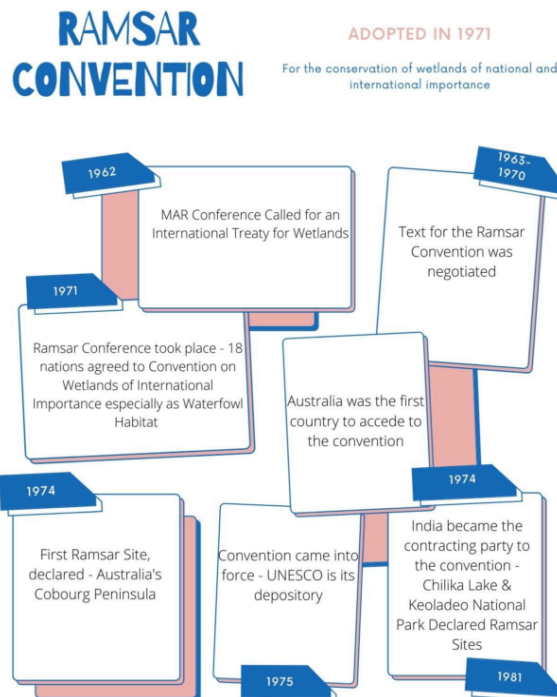 RAMSAR
CONVENTION
ADOPTED IN 1971
For the conservation of wetlands of national and
international importance
1962
MAR Conference Called for an
International Treaty for Wetlands
1963-
1970
Text for the Ramsar
Convention was
negotiated
1971
Ramsar Conference took place - 18
nations agreed to Convention on
Wetlands of International
Importance especially as Waterfowl
Habitat
Australia was the first
country to accede to
the convention
1974
1974
First Ramsar Site,
declared - Australia's
Cobourg Peninsula
Convention came into
force - UNESCO is its
depository
1975
India became the
contracting party to
the convention -
Chilika Lake &
Keoladeo National
Park Declared Ramsar
Sites
1981